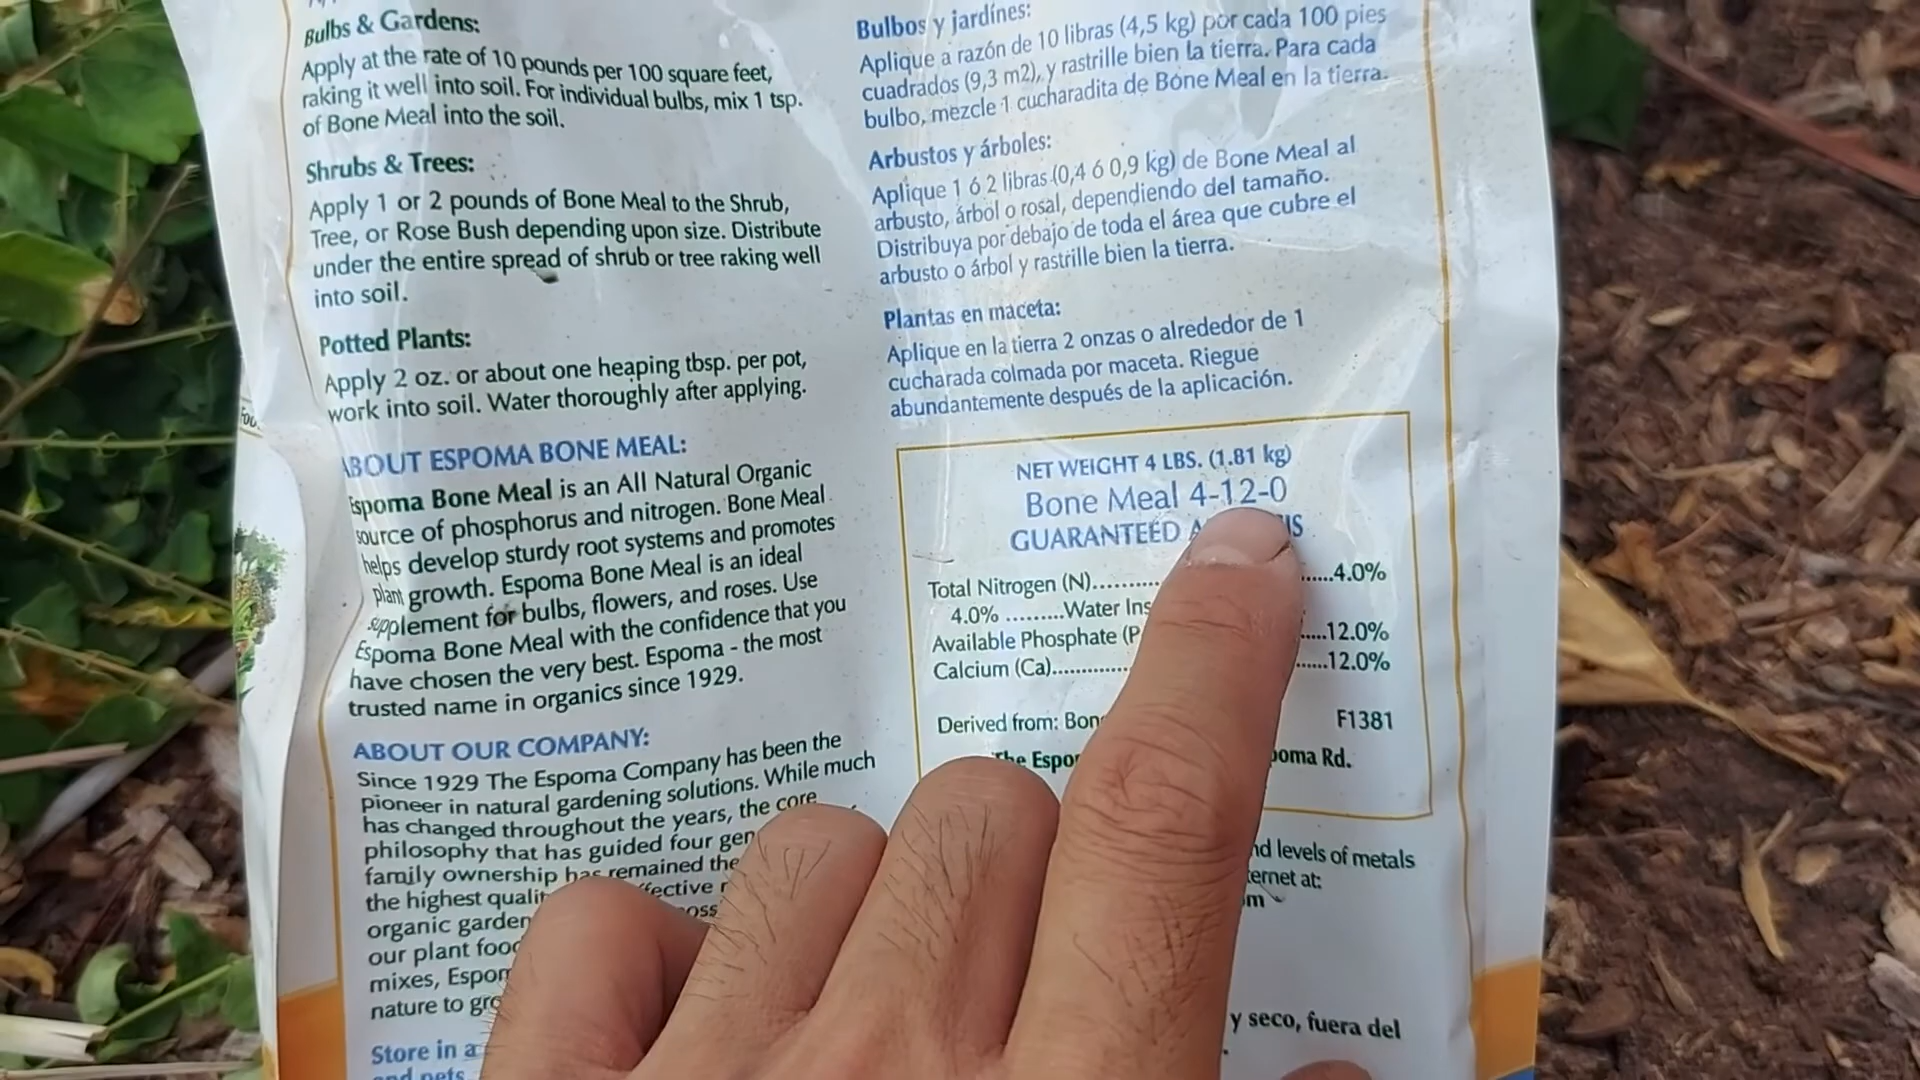 Bulbs & Gardens:
Apply at the rate of 10 pounds per 100 square feet,
raking it well into soil. For individual bulbs, mix 1 tsp.
of Bone Meal into the soil.
Shrubs & Trees:
Apply 1 or 2 pounds of Bone Meal to the Shrub,
Tree, or Rose Bush depending upon size. Distribute
under the entire spread of shrub or tree raking well
into soil.
Potted Plants:
Apply 2 oz. or about one heaping tbsp. per pot,
work into soil. Water thoroughly after applying.
ABOUT ESPOMA BONE MEAL:
Espoma Bone Meal is an All Natural Organic
source of phosphorus and nitrogen. Bone Meal
helps develop sturdy root systems and promotes
plant growth. Espoma Bone Meal is an ideal
supplement for bulbs, flowers, and roses. Use
Espoma Bone Meal with the confidence that you
have chosen the very best. Espoma - the most
trusted name in organics since 1929.
ABOUT OUR COMPANY:
Since 1929 The Espoma Company has been the
pioneer in natural gardening solutions. While much
has changed throughout the years, the core
philosophy that has guided four gen
family ownership has remained the
the highest qualit
organic garden
our plant food
mixes, Espom
nature to gro
Store in a
and pets
Bulbos y jardínes:
Aplique a razón de 10 libras (4,5 kg) por cada 100 pies
cuadrados (9,3 m2), y rastrille bien la tierra. Para cada
bulbo, mezcle 1 cucharadita de Bone Meal en la tierra.
Arbustos y árboles:
Aplique 1 ó 2 libras (0,4 ó 0,9 kg) de Bone Meal al
arbusto, árbol o rosal, dependiendo del tamaño.
Distribuya por debajo de toda el área que cubre el
arbusto o árbol y rastrille bien la tierra.
Plantas en maceta:
Aplique en la tierra 2 onzas o alrededor de 1
cucharada colmada por maceta. Riegue
abundantemente después de la aplicación.
NET WEIGHT 4 LBS. (1.81 kg)
Bone Meal 4-12-0
GUARANTEED A IS
Total Nitrogen (N).......... ......4.0%
4.0% .........Water Ins
Available Phosphate (P .....12.0%
Calcium (Ca)............. ......12.0%
Derived from: Bon F1381
The Espo poma Rd.
nd levels of metals
ternet at:
om
y seco, fuera del